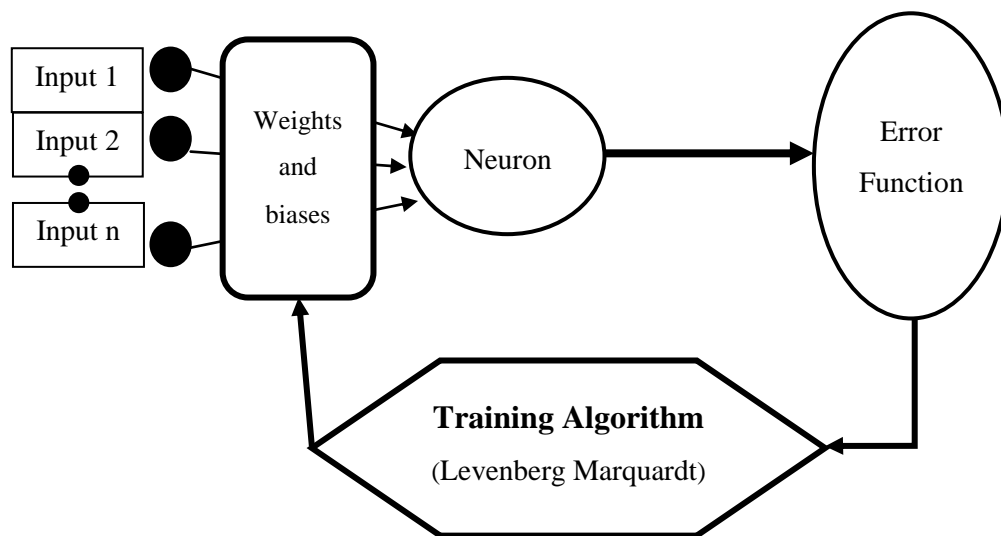 Input 1
Input 2
Input n
Weights
and
biases
Neuron
Error
Function
Training Algorithm
(Levenberg Marquardt)